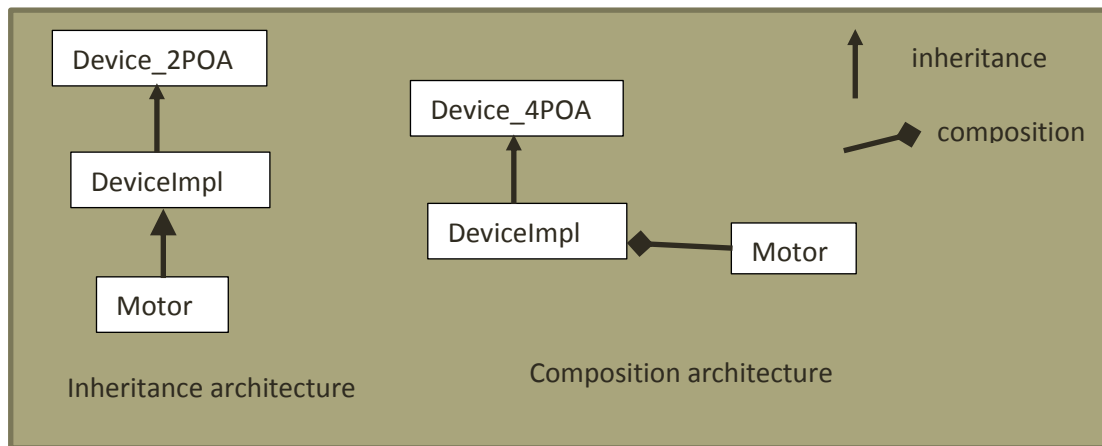 Device_2POA
DeviceImpl
Motor
Inheritance architecture
Device_4POA
DeviceImpl
Motor
Composition architecture
inheritance
composition